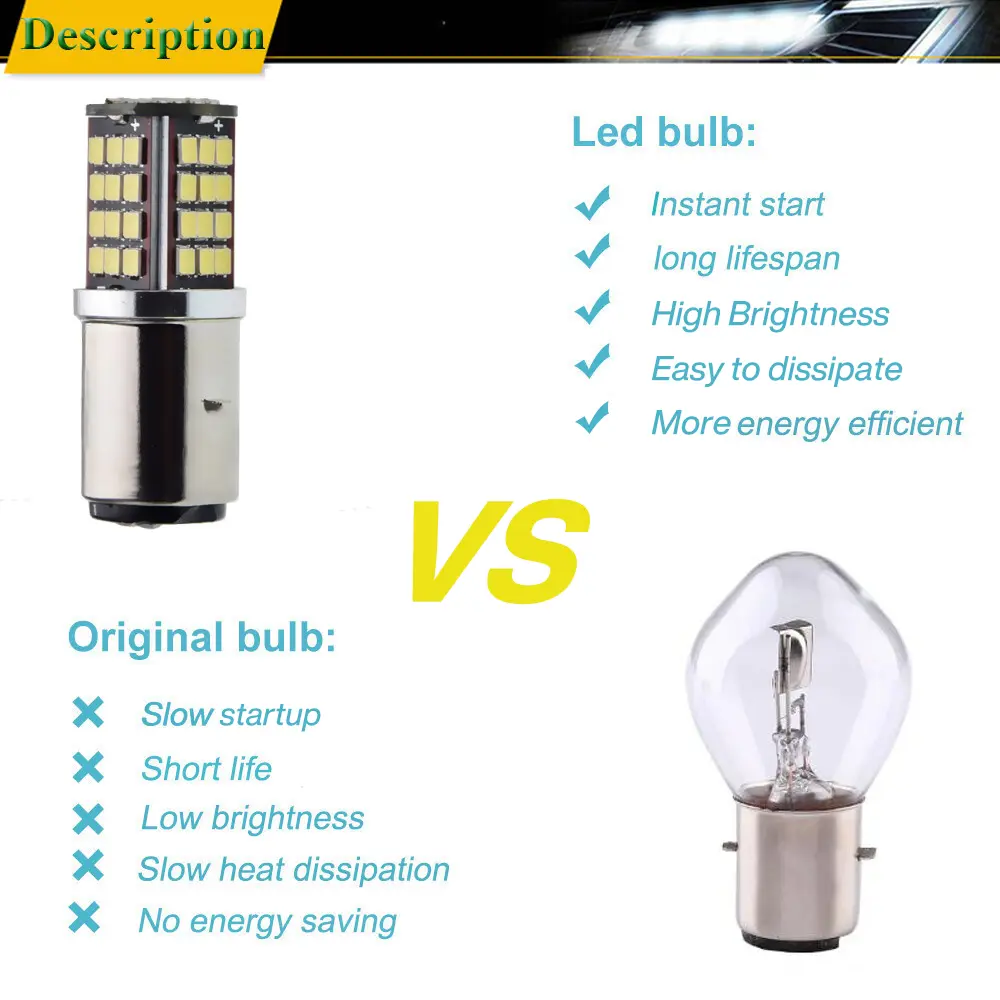 Description
Led bulb:
Instant start
long lifespan
High Brightness
Easy to dissipate
More energy efficient
VS
Original bulb:
Slow startup
Short life
Low brightness
Slow heat dissipation
No energy saving